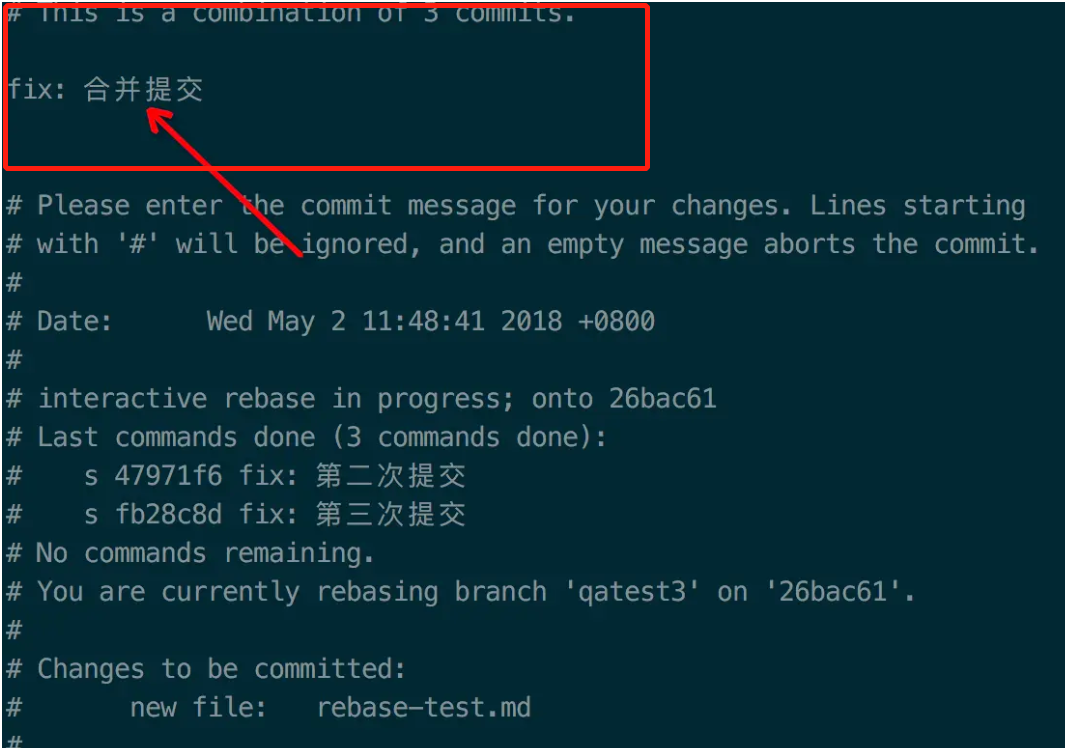 # This is a combination of 3 commits.
fix: 合并提交
# Please enter the commit message for your changes. Lines starting
# with '#' will be ignored, and an empty message aborts the commit.
#
# Date:      Wed May 2 11:48:41 2018 +0800
#
# interactive rebase in progress; onto 26bac61
# Last commands done (3 commands done):
#    s 47971f6 fix: 第二次提交
#    s fb28c8d fix: 第三次提交
# No commands remaining.
# You are currently rebasing branch 'qatest3' on '26bac61'.
#
# Changes to be committed:
#       new file:   rebase-test.md
#